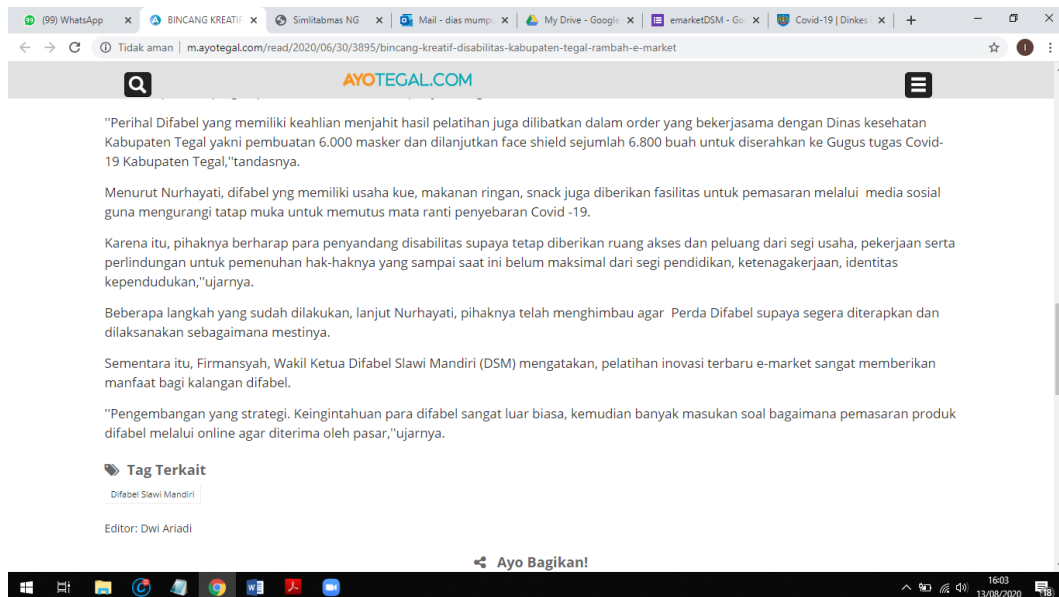 (99) WhatsApp
BINCANG KREATIF
Simlitabmas NG
Mail - dias mump
My Drive - Google
emarketDSM - Go
Covid-19 | Dinkes
Tidak aman | m.ayotegal.com/read/2020/06/30/3895/bincang-kreatif-disabilitas-kabupaten-tegal-rambah-e-market
AYOTEGAL.COM
"Perihal Difabel yang memiliki keahlian menjahit hasil pelatihan juga dilibatkan dalam order yang bekerjasama dengan Dinas kesehatan
Kabupaten Tegal yakni pembuatan 6.000 masker dan dilanjutkan face shield sejumlah 6.800 buah untuk diserahkan ke Gugus tugas Covid-
19 Kabupaten Tegal,"tandasnya.
Menurut Nurhayati, difabel yng memiliki usaha kue, makanan ringan, snack juga diberikan fasilitas untuk pemasaran melalui media sosial
guna mengurangi tatap muka untuk memutus mata ranti penyebaran Covid -19.
Karena itu, pihaknya berharap para penyandang disabilitas supaya tetap diberikan ruang akses dan peluang dari segi usaha, pekerjaan serta
perlindungan untuk pemenuhan hak-haknya yang sampai saat ini belum maksimal dari segi pendidikan, ketenagakerjaan, identitas
kependudukan,"ujarnya.
Beberapa langkah yang sudah dilakukan, lanjut Nurhayati, pihaknya telah menghimbau agar Perda Difabel supaya segera diterapkan dan
dilaksanakan sebagaimana mestinya.
Sementara itu, Firmansyah, Wakil Ketua Difabel Slawi Mandiri (DSM) mengatakan, pelatihan inovasi terbaru e-market sangat memberikan
manfaat bagi kalangan difabel.
"Pengembangan yang strategi. Keingintahuan para difabel sangat luar biasa, kemudian banyak masukan soal bagaimana pemasaran produk
difabel melalui online agar diterima oleh pasar,"ujarnya.
Tag Terkait
Difabel Slawi Mandiri
Editor: Dwi Ariadi
Ayo Bagikan!
16:03
13/08/2020